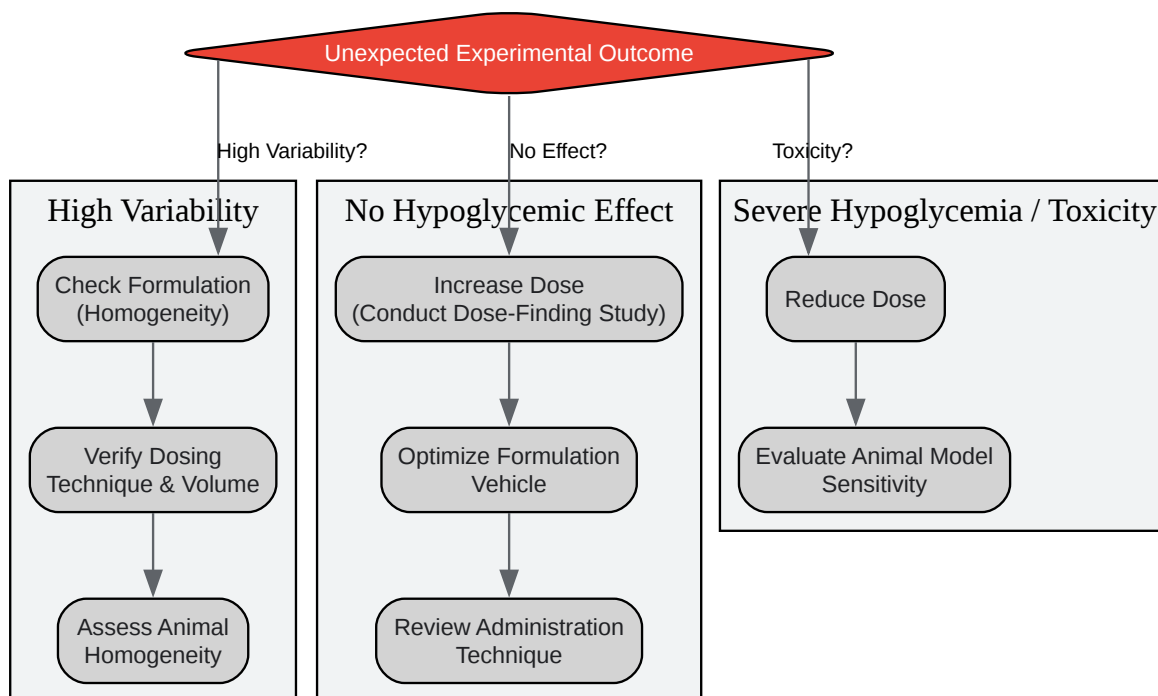 Unexpected Experimental Outcome
High Variability?
No Effect?
Toxicity?
High Variability
Check Formulation
(Homogeneity)
Verify Dosing
Technique & Volume
Assess Animal
Homogeneity
No Hypoglycemic Effect
Increase Dose
(Conduct Dose-Finding Study)
Optimize Formulation
Vehicle
Review Administration
Technique
Severe Hypoglycemia / Toxicity
Reduce Dose
Evaluate Animal Model
Sensitivity